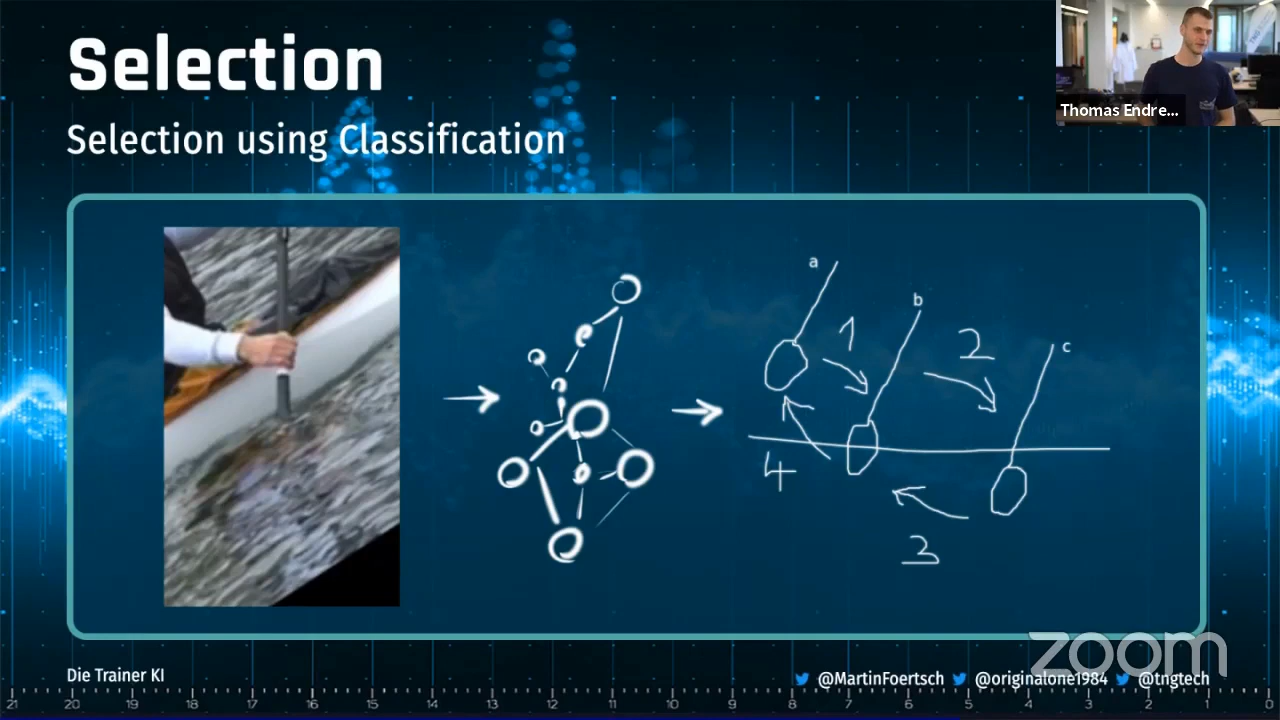 Selection
Selection using Classification
Thomas Endre...
a
b
c
1
2
3
4
zoom
Die Trainer KI
@MartinFoertsch @originalone1984 @tngtech
21 20 19 18 17 16 15 14 13 12 11 10 9 8 7 6 5 4 3 2 1 0